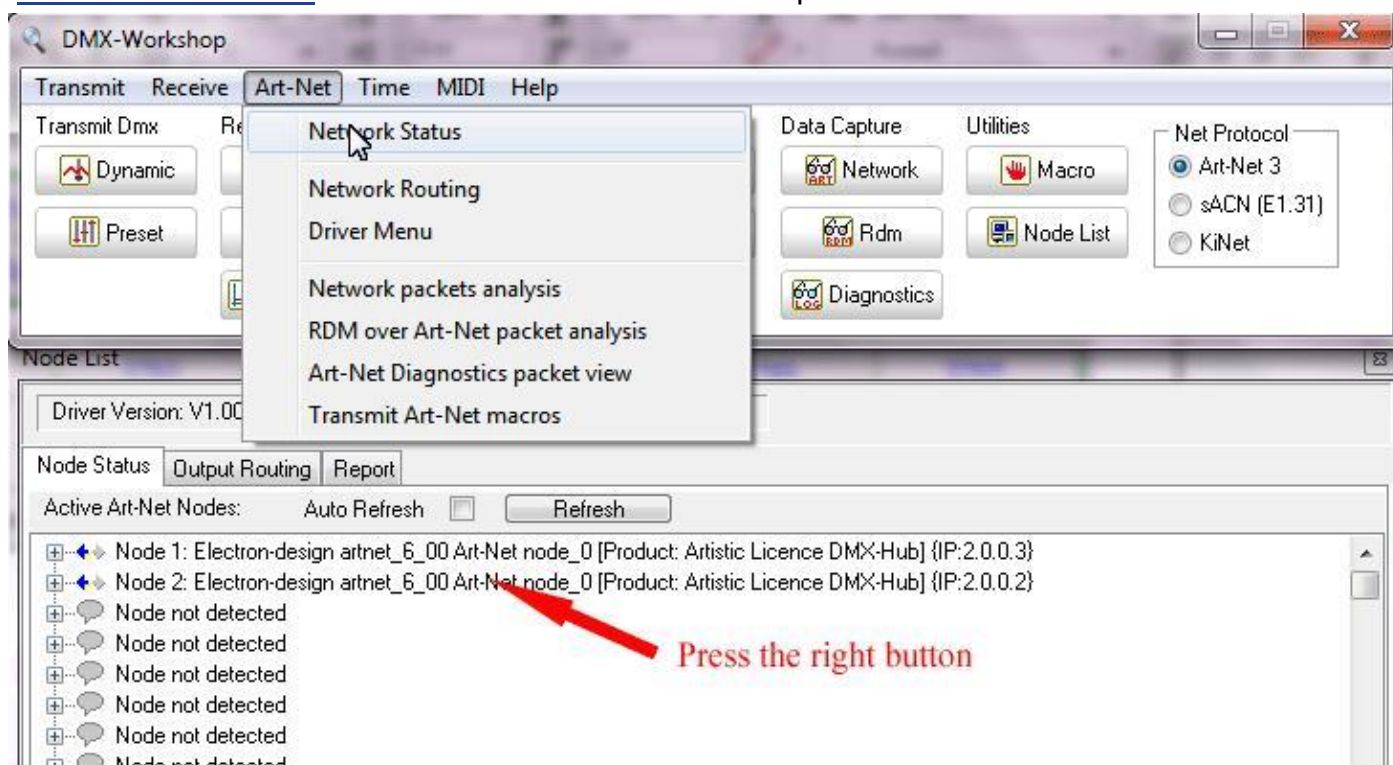 DMX-Workshop
Transmit Receive Art-Net Time MIDI Help
Transmit Dmx
Dynamic
Preset
Network Status
Network Routing
Driver Menu
Network packets analysis
RDM over Art-Net packet analysis
Art-Net Diagnostics packet view
Transmit Art-Net macros
Data Capture
Network
Rdm
Diagnostics
Utilities
Macro
Node List
Net Protocol
Art-Net 3
sACN (E1.31)
KiNet
Node List
Driver Version: V1.00
Node Status Output Routing Report
Active Art-Net Nodes: Auto Refresh Refresh
Node 1: Electron-design artnet_6_00 Art-Net node_0 [Product: Artistic Licence DMX-Hub] {IP:2.0.0.3}
Node 2: Electron-design artnet_6_00 Art-Net node_0 [Product: Artistic Licence DMX-Hub] {IP:2.0.0.2}
Node not detected
Node not detected
Node not detected
Node not detected
Node not detected
Node not detected
Press the right button